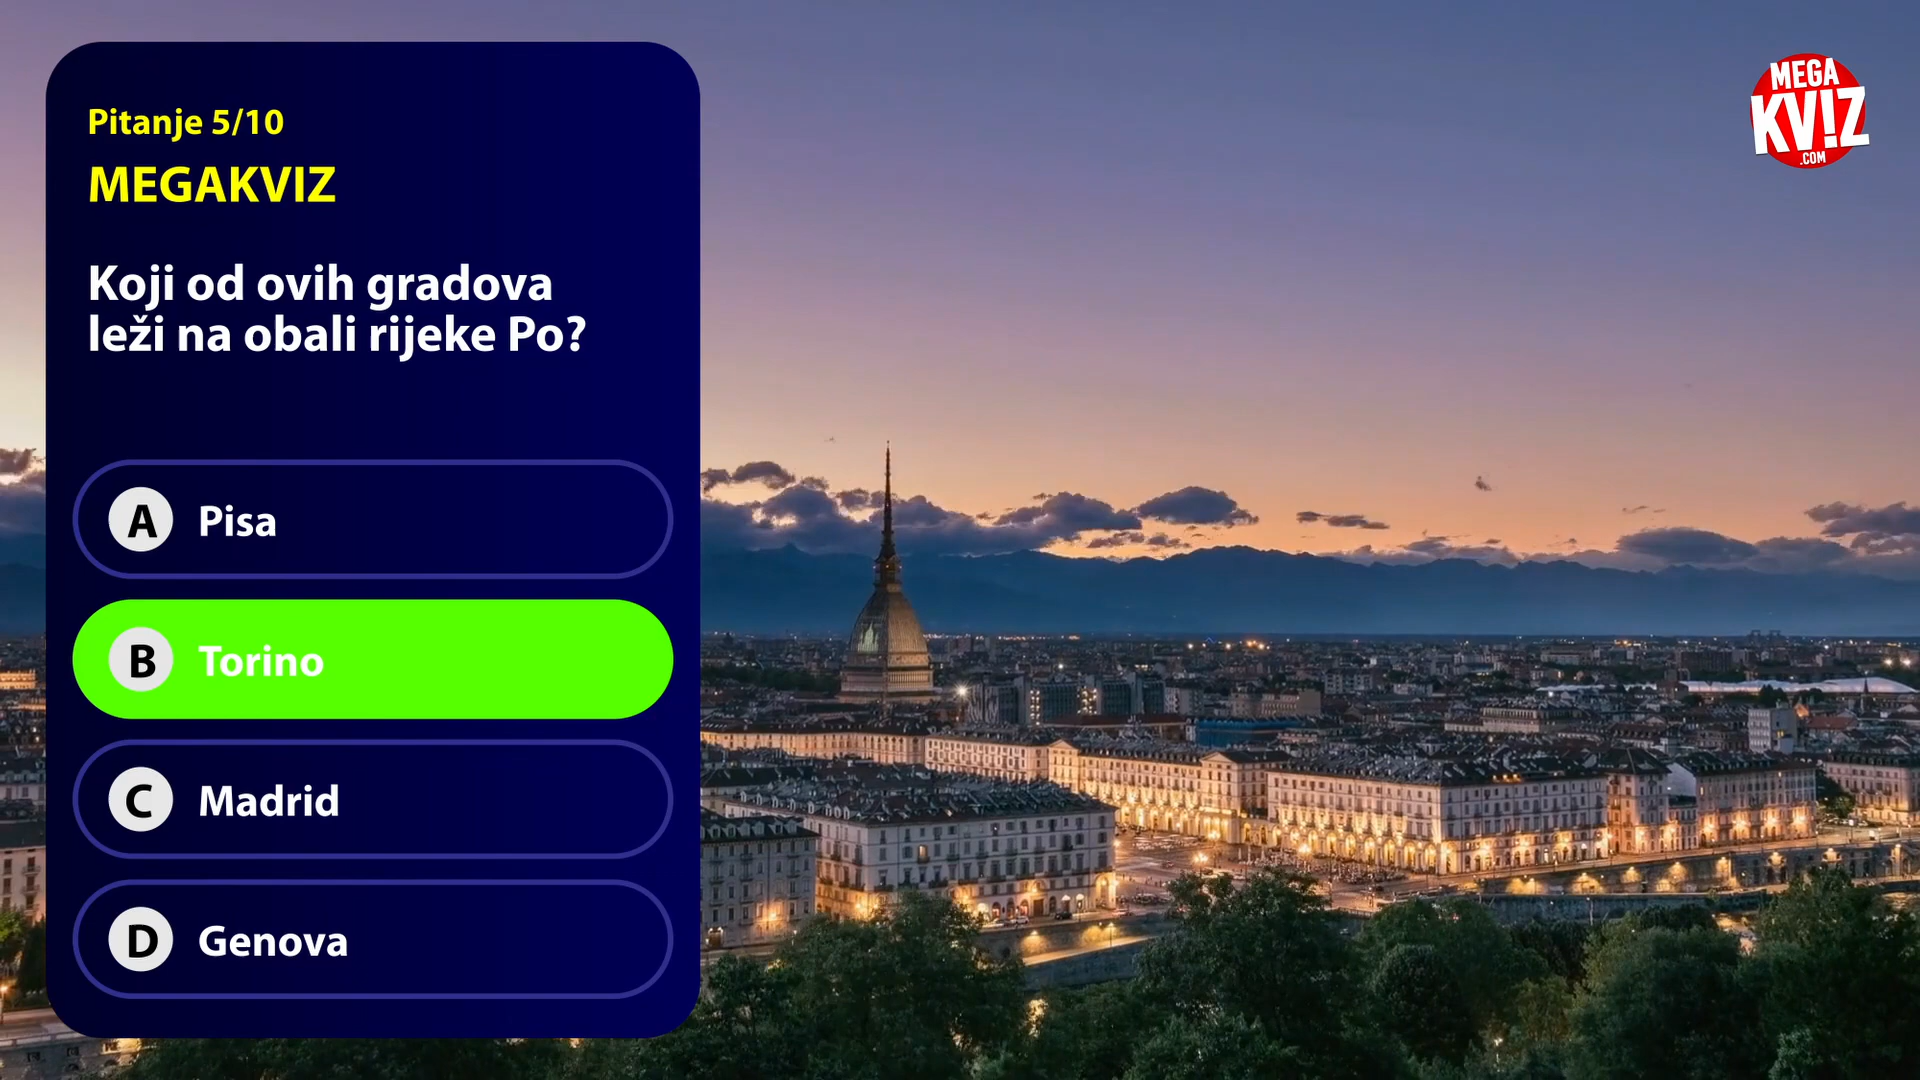 Pitanje 5/10
MEGAKVIZ
Koji od ovih gradova
leži na obali rijeke Po?
A Pisa
B Torino
C Madrid
D Genova
MEGA
KV!Z
.COM